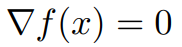 ∇f(x) = 0